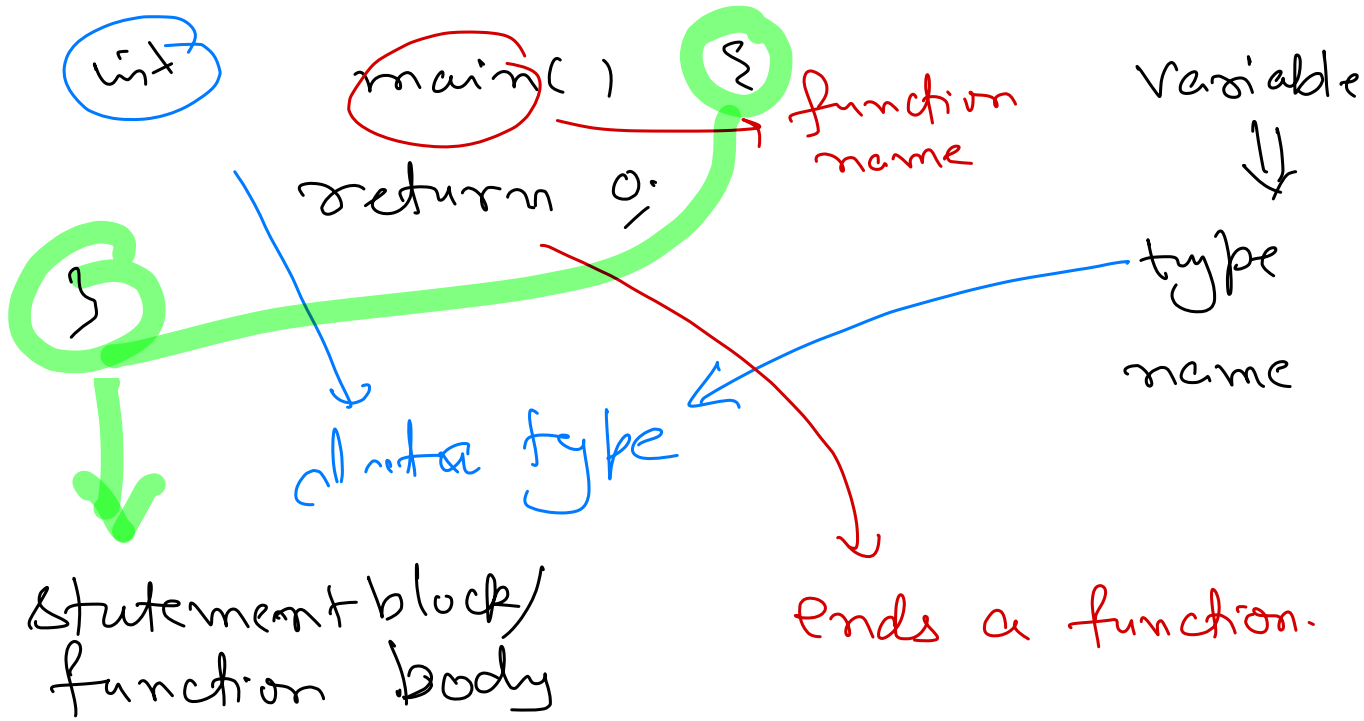 int main() {
function
name
return 0;
}
variable
⇓
type
name
data type
statement block/
function body
ends a function.